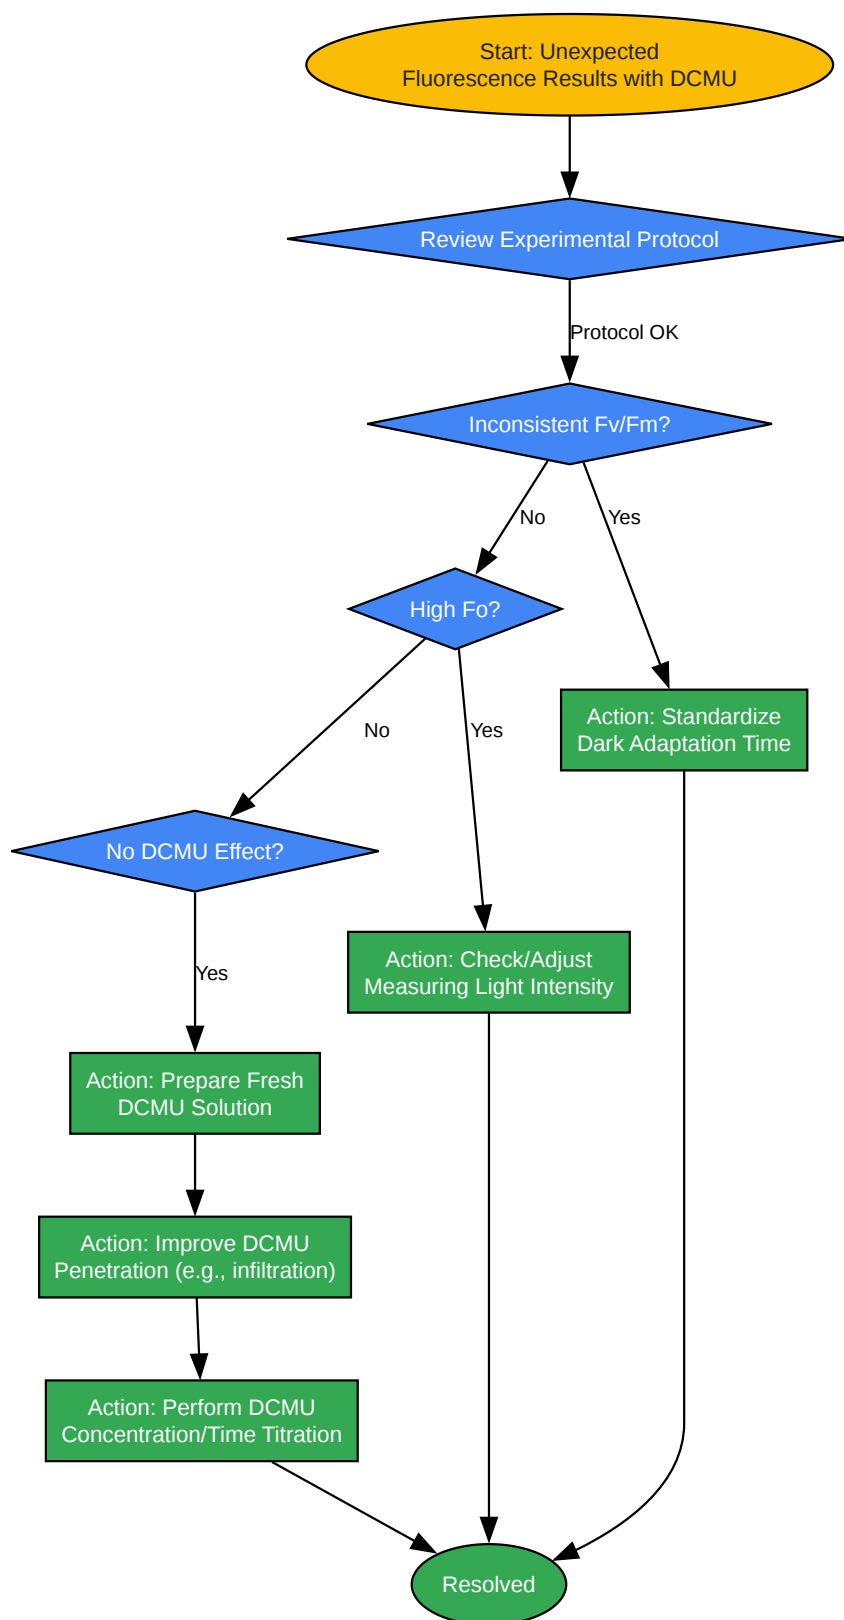 Start: Unexpected
Fluorescence Results with DCMU
Review Experimental Protocol
Protocol OK
Inconsistent Fv/Fm?
No
Yes
High Fo?
Action: Standardize
Dark Adaptation Time
No
Yes
No DCMU Effect?
Action: Check/Adjust
Measuring Light Intensity
Yes
Action: Prepare Fresh
DCMU Solution
Action: Improve DCMU
Penetration (e.g., infiltration)
Action: Perform DCMU
Concentration/Time Titration
Resolved